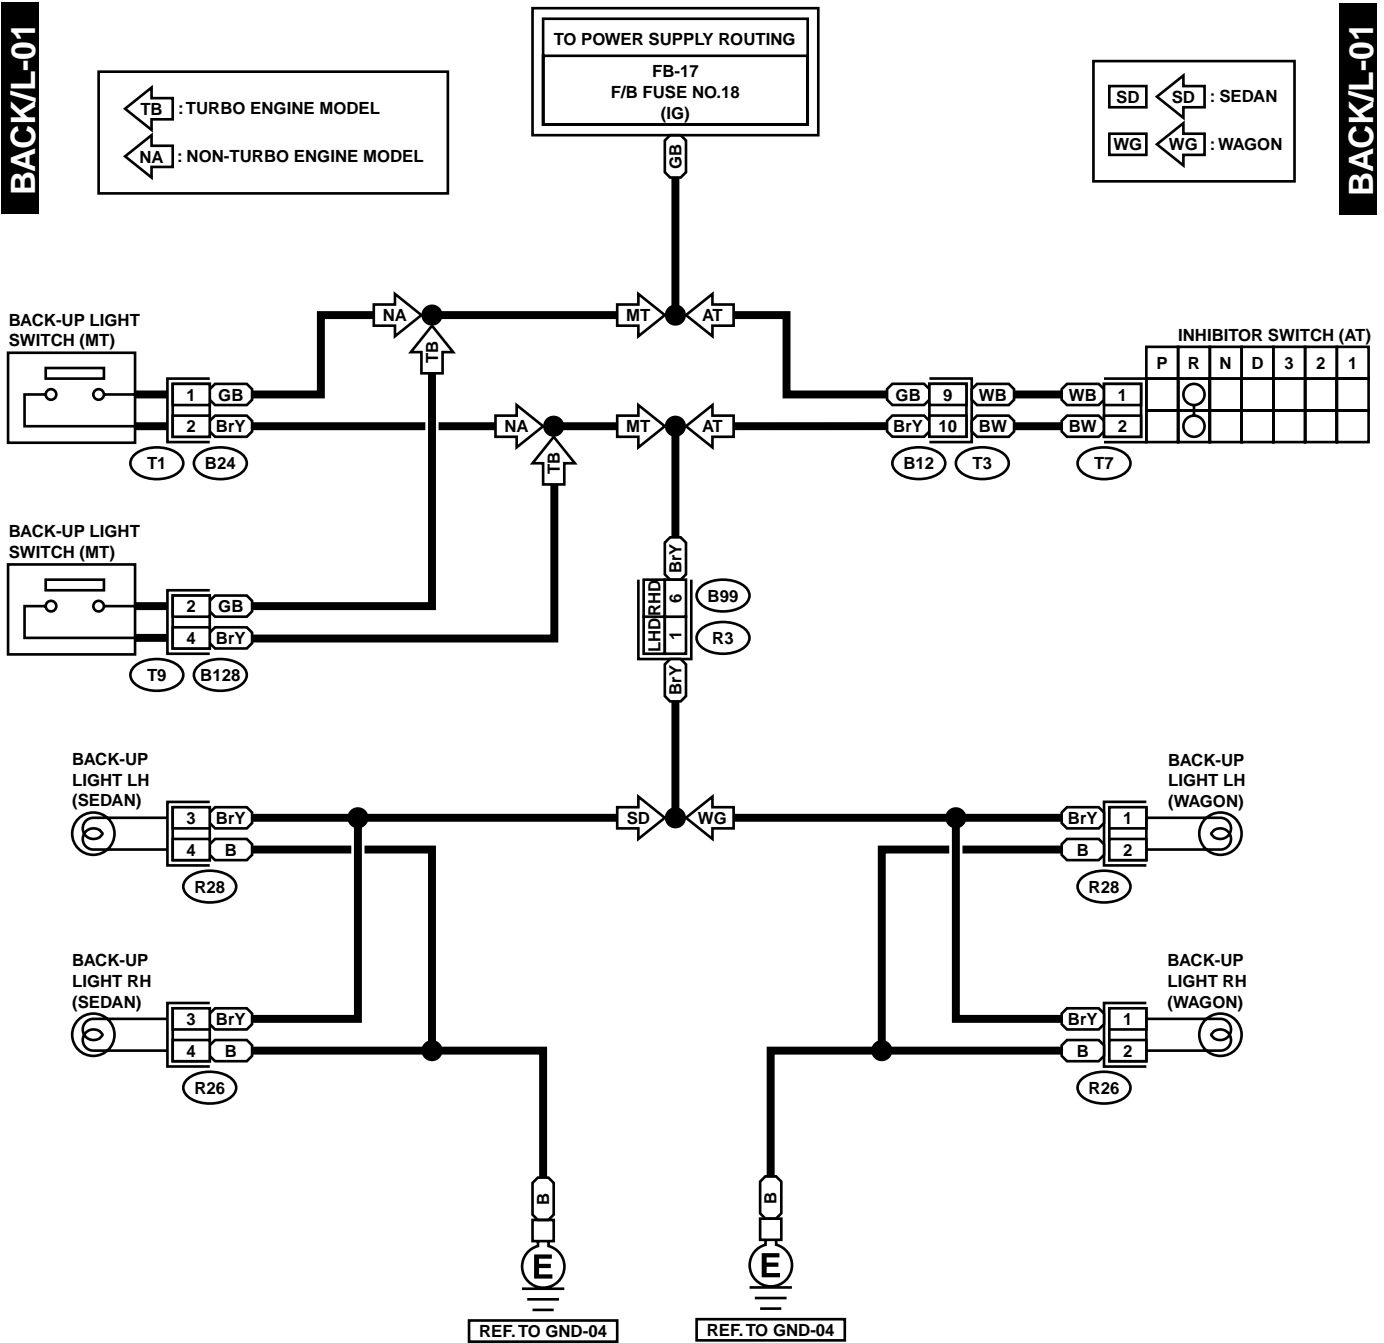 BACK/L-01
BACK/L-01
TO POWER SUPPLY ROUTING
FB-17
F/B FUSE NO.18
(IG)
TB : TURBO ENGINE MODEL
NA : NON-TURBO ENGINE MODEL
SD SD : SEDAN
WG WG : WAGON
GB
NA
MT
AT
TB
BACK-UP LIGHT
SWITCH (MT)
1 GB
2 BrY
T1 B24
NA
MT
AT
TB
INHIBITOR SWITCH (AT)
P R N D 3 2 1
GB 9 WB
WB 1
BrY 10 BW
BW 2
B12 T3
T7
BACK-UP LIGHT
SWITCH (MT)
2 GB
4 BrY
T9 B128
BrY
RHD 6
LHD 1
B99
R3
BrY
BACK-UP
LIGHT LH
(SEDAN)
3 BrY
4 B
R28
SD
WG
BACK-UP
LIGHT LH
(WAGON)
BrY 1
B 2
R28
BACK-UP
LIGHT RH
(SEDAN)
3 BrY
4 B
R26
BACK-UP
LIGHT RH
(WAGON)
BrY 1
B 2
R26
B
E
REF. TO GND-04
B
E
REF. TO GND-04